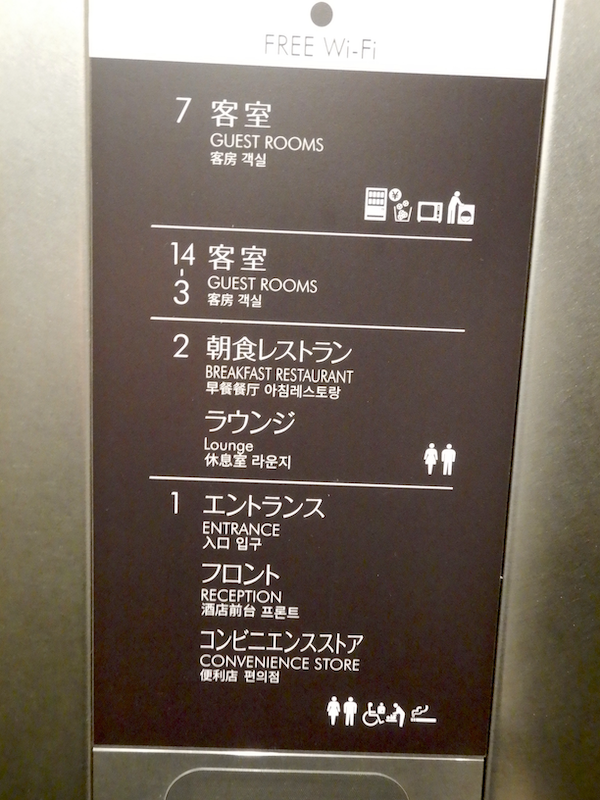 FREE Wi-Fi
7 客室
GUEST ROOMS
客房 객실
¥
14 - 3 客室
GUEST ROOMS
客房 객실
2 朝食レストラン
BREAKFAST RESTAURANT
早餐餐厅 아침레스토랑
ラウンジ
Lounge
休息室 라운지
1 エントランス
ENTRANCE
入口 입구
フロント
RECEPTION
酒店前台 프론트
コンビニエンスストア
CONVENIENCE STORE
便利店 편의점